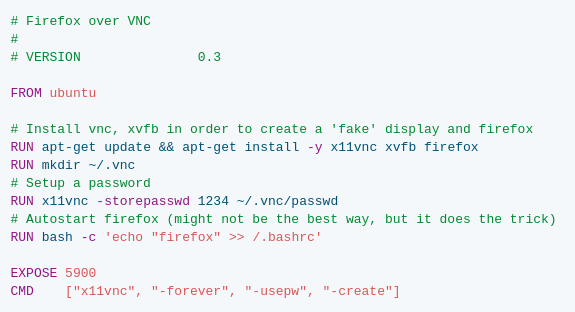 # Firefox over VNC
#
# VERSION               0.3
FROM ubuntu
# Install vnc, xvfb in order to create a 'fake' display and firefox
RUN apt-get update && apt-get install -y x11vnc xvfb firefox
RUN mkdir ~/.vnc
# Setup a password
RUN x11vnc -storepasswd 1234 ~/.vnc/passwd
# Autostart firefox (might not be the best way, but it does the trick)
RUN bash -c 'echo "firefox" >> /.bashrc'
EXPOSE 5900
CMD    ["x11vnc", "-forever", "-usepw", "-create"]